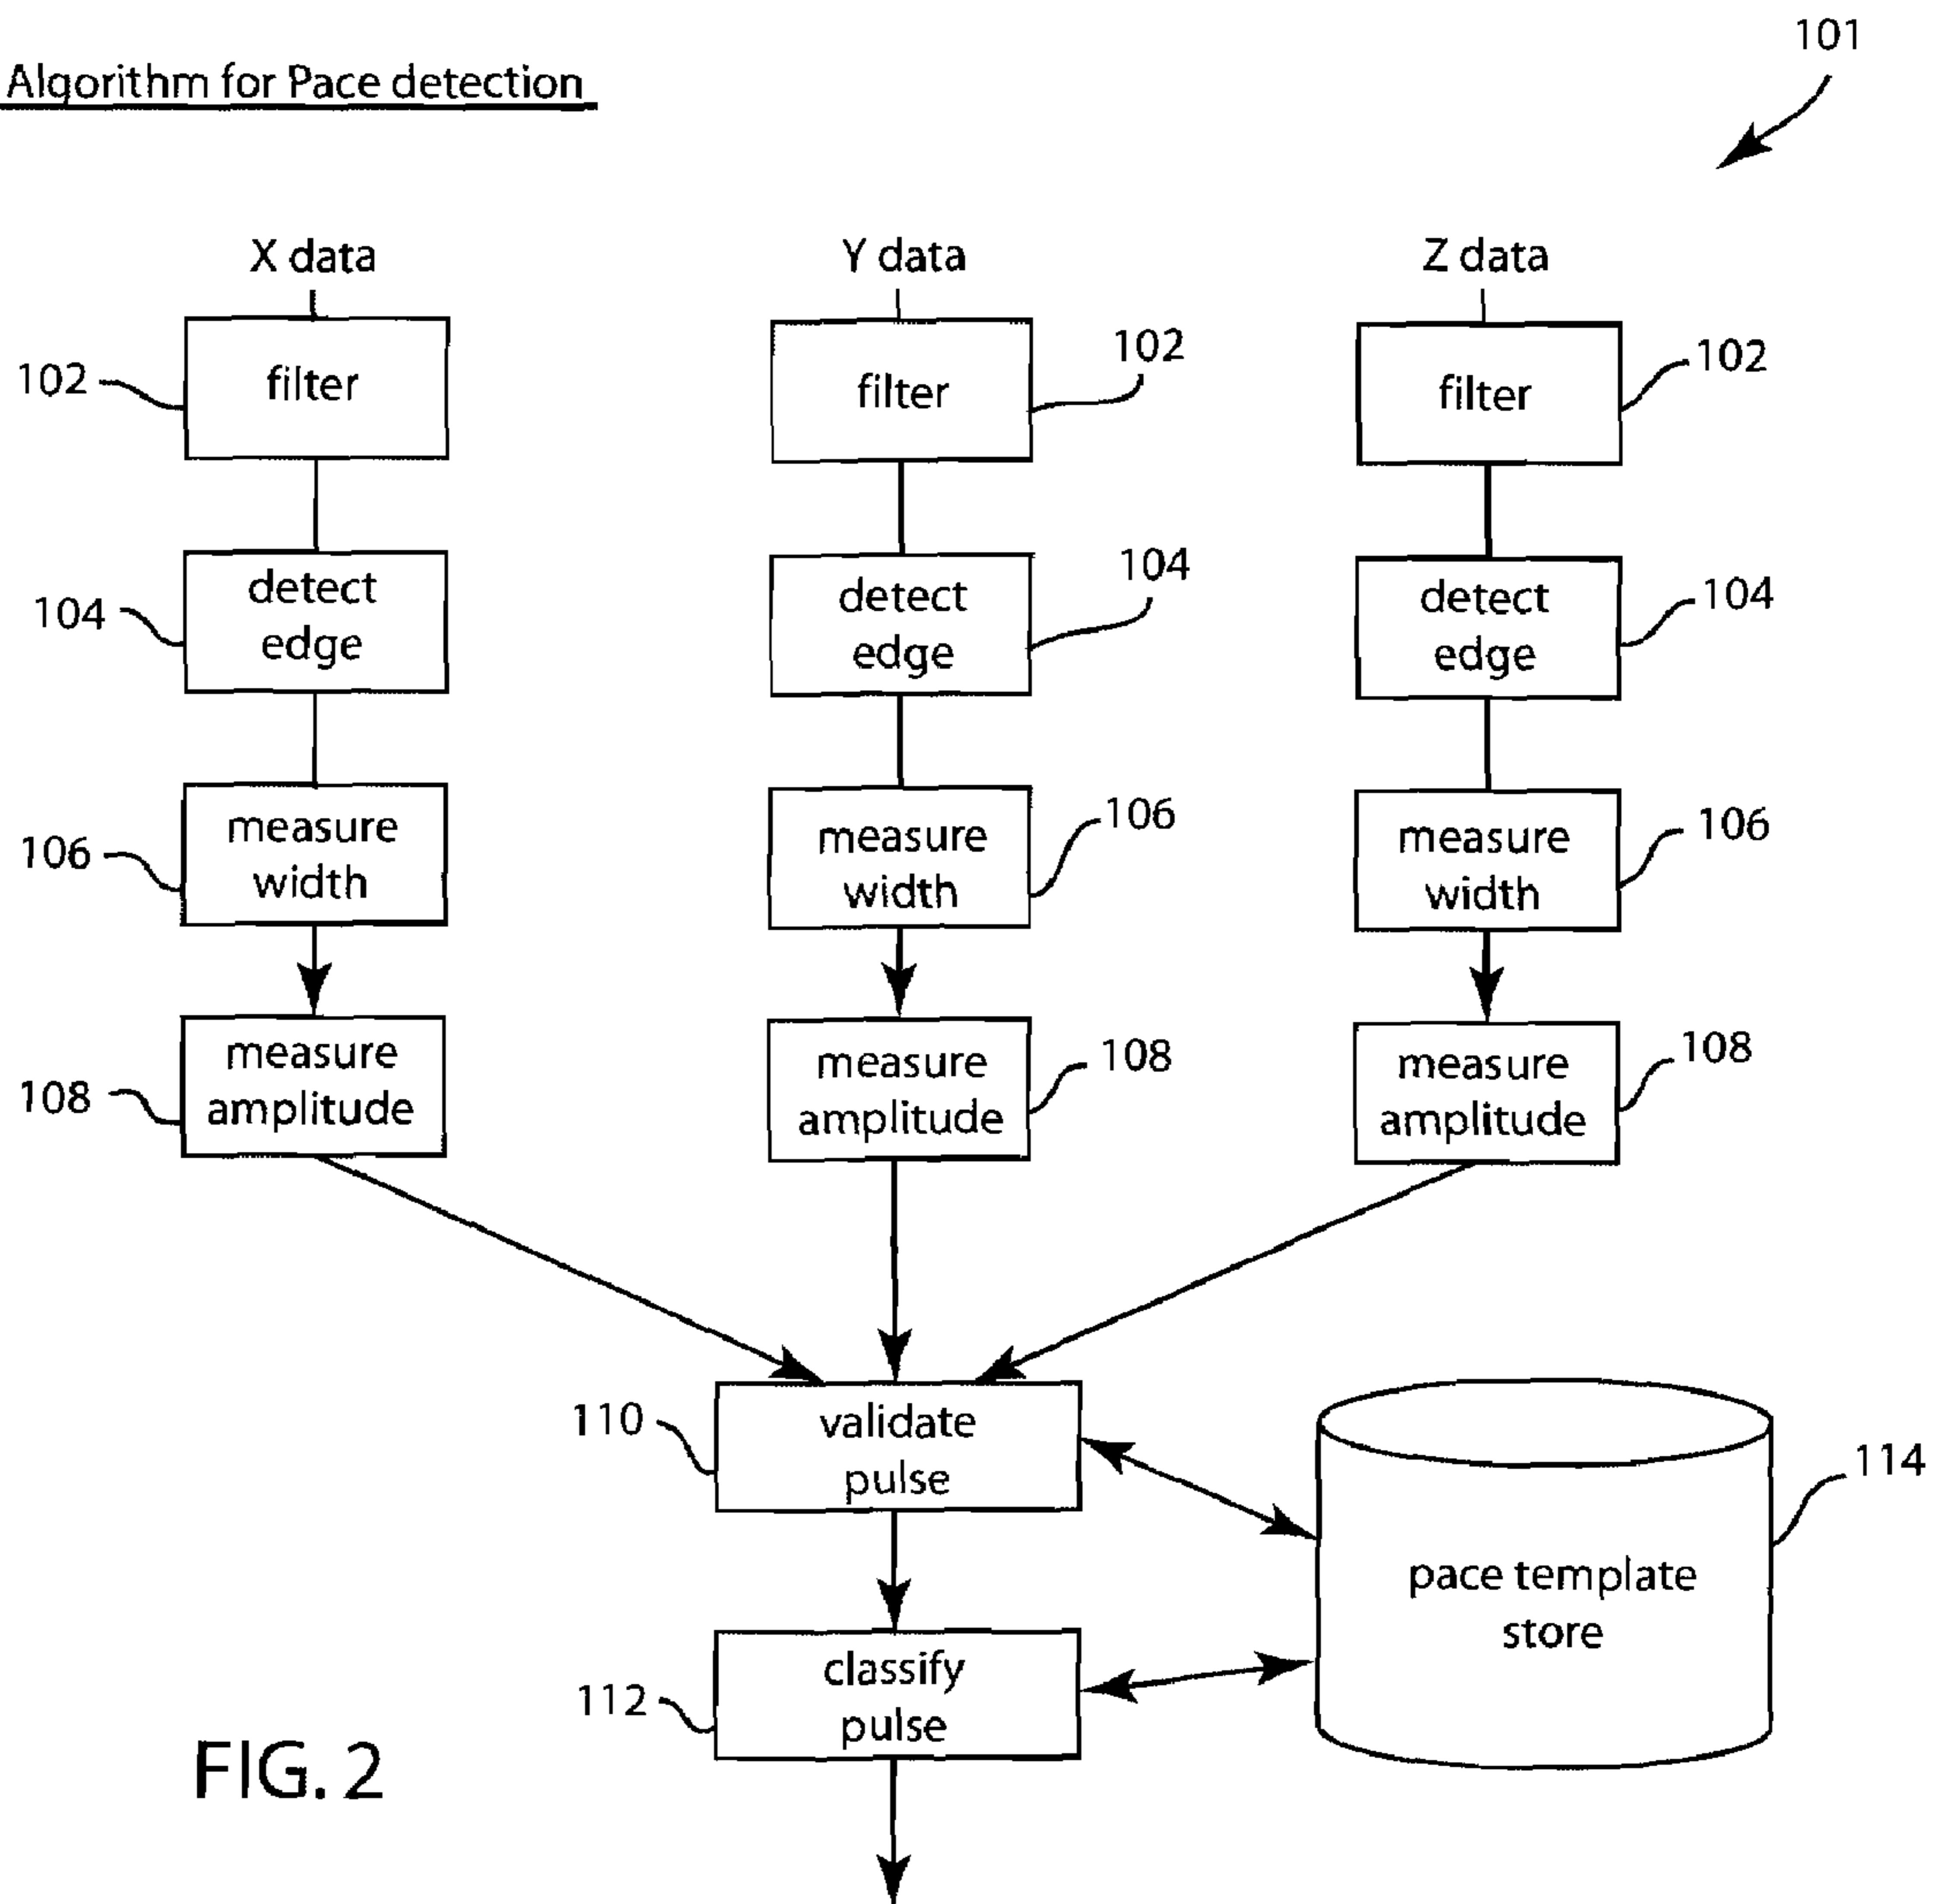 Algorithm for Pace detection
101
X data
Y data
Z data
filter
filter
filter
102
102
102
detect
edge
detect
edge
detect
edge
104
104
104
measure
width
measure
width
measure
width
106
106
106
measure
amplitude
measure
amplitude
measure
amplitude
108
108
108
validate
pulse
110
pace template
store
114
classify
pulse
112
FIG. 2